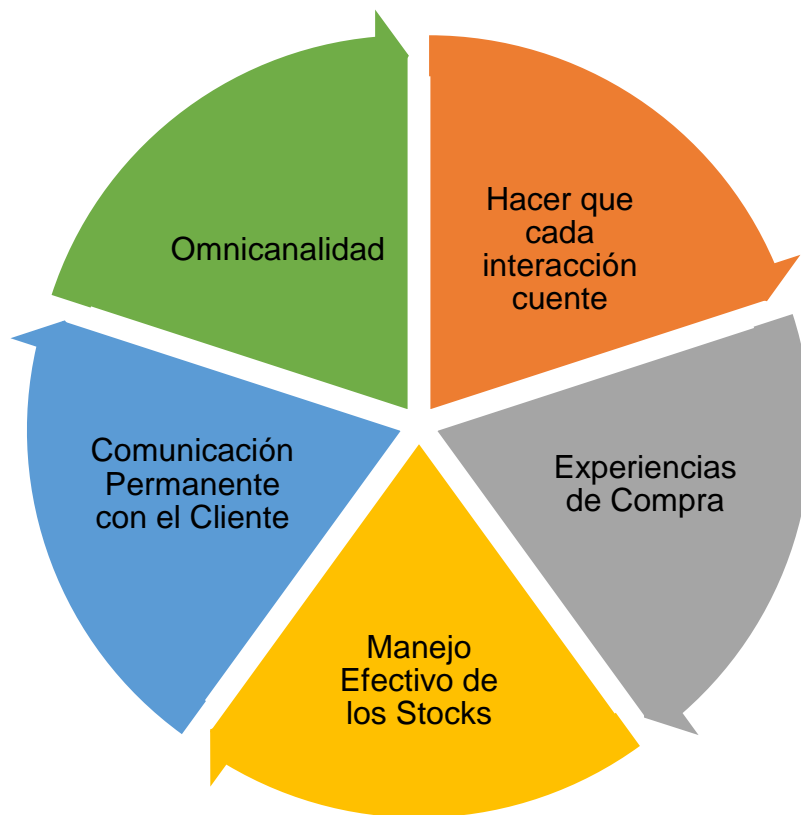 Omnicanalidad
Hacer que
cada
interacción
cuente
Experiencias
de Compra
Manejo
Efectivo de
los Stocks
Comunicación
Permanente
con el Cliente